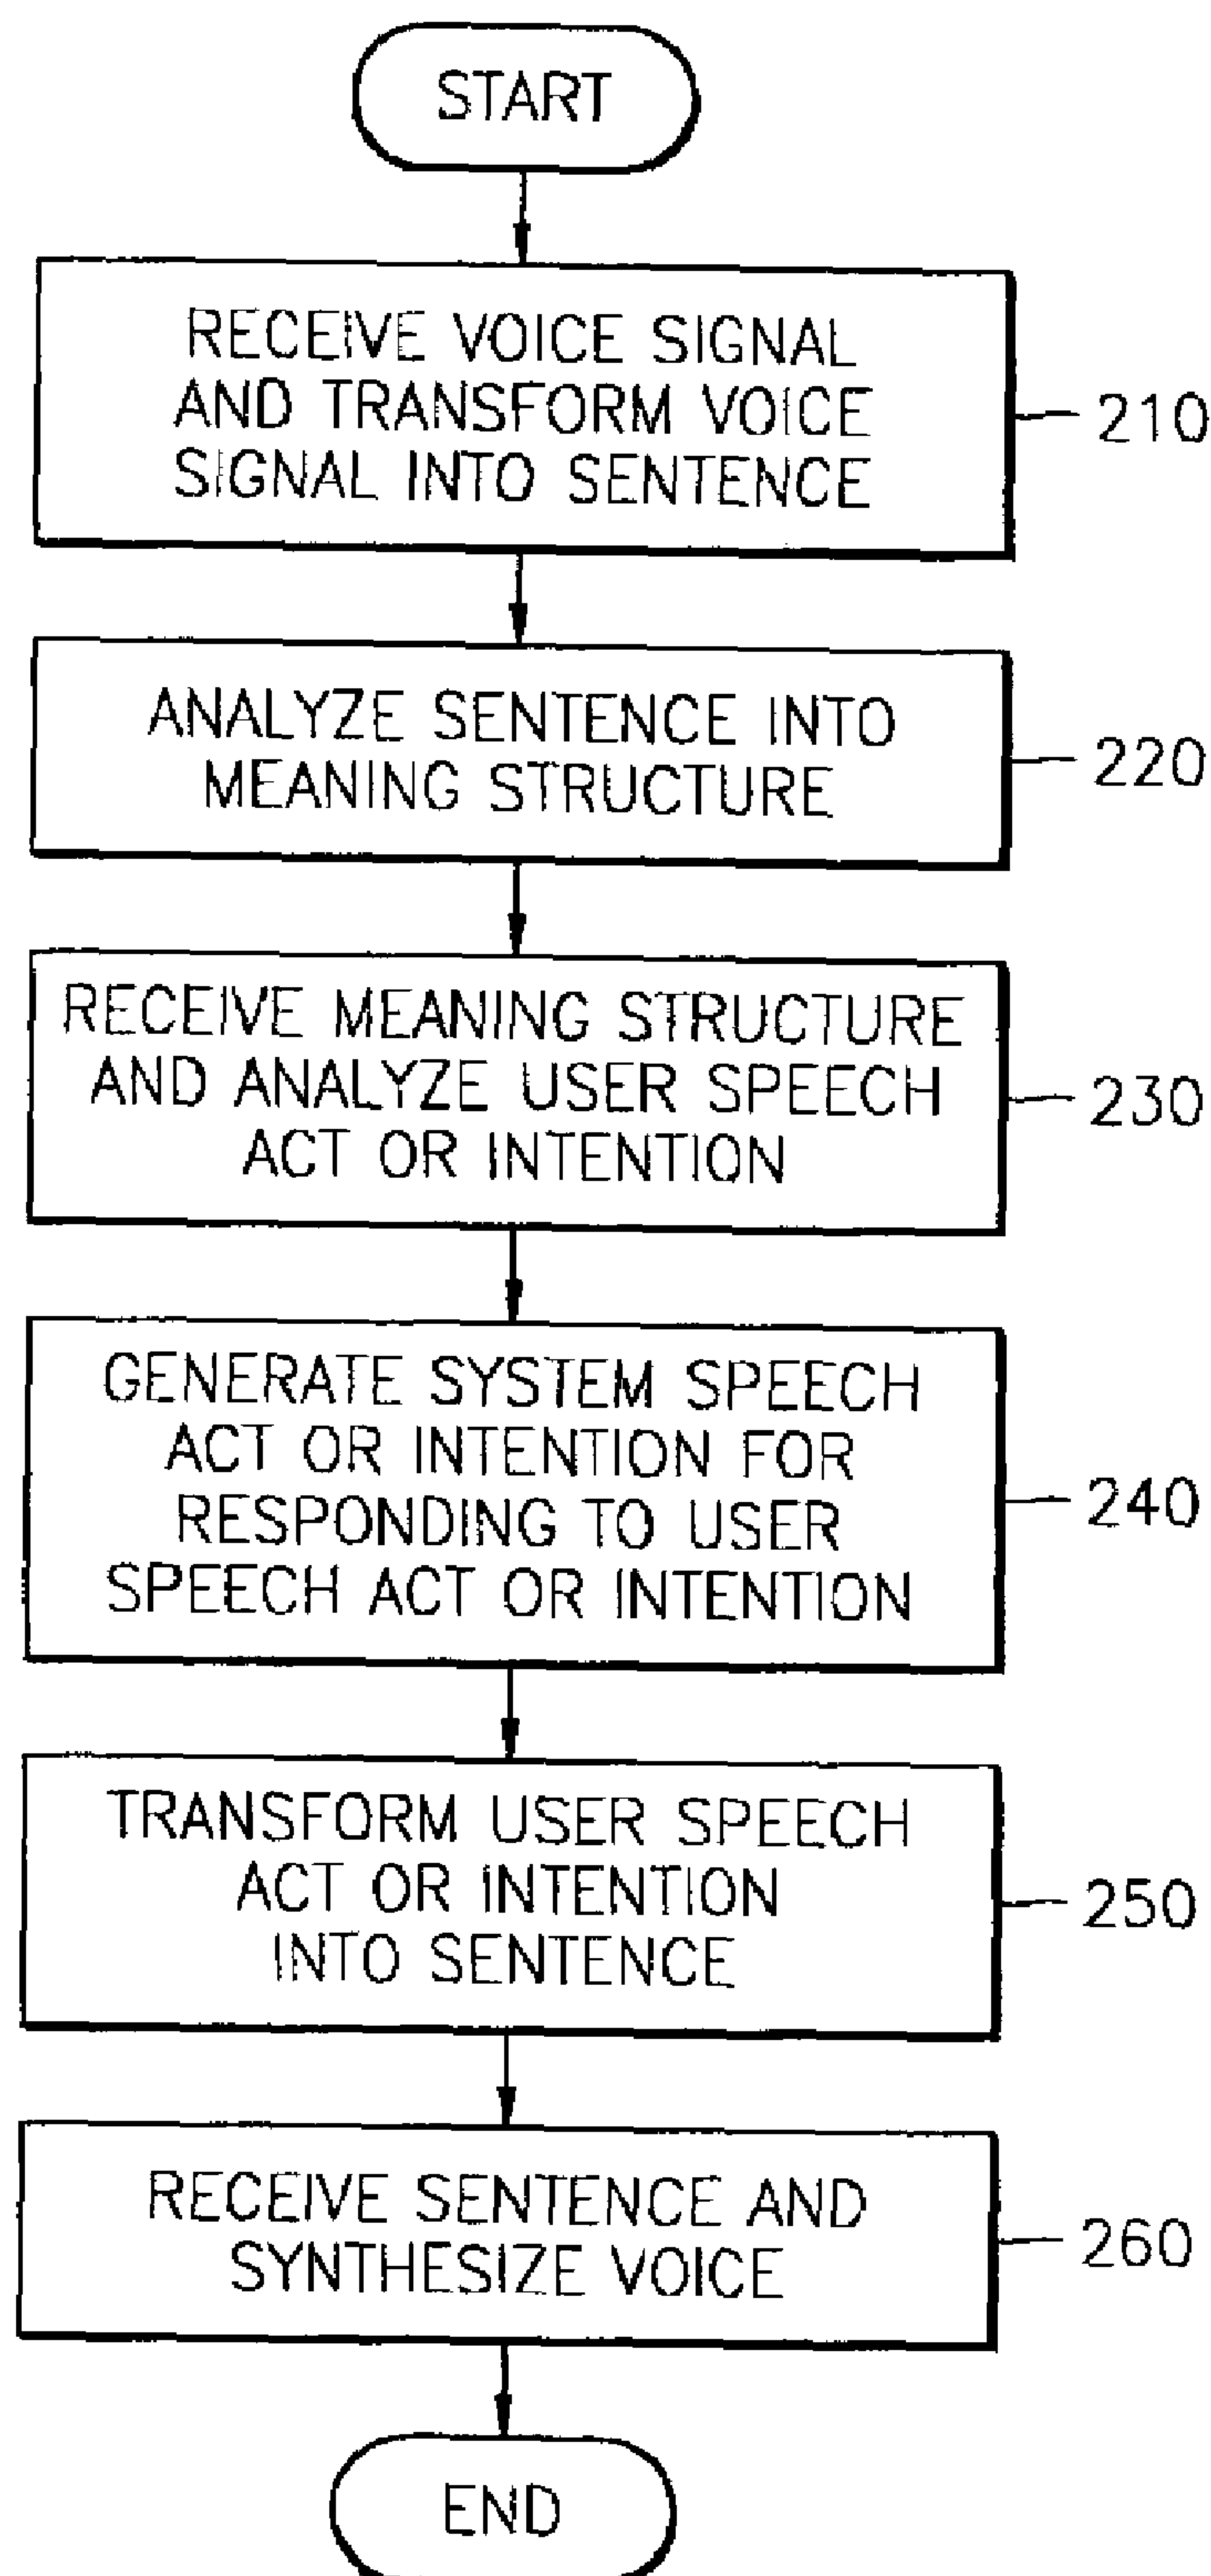 START
RECEIVE VOICE SIGNAL
AND TRANSFORM VOICE
SIGNAL INTO SENTENCE
210
ANALYZE SENTENCE INTO
MEANING STRUCTURE
220
RECEIVE MEANING STRUCTURE
AND ANALYZE USER SPEECH
ACT OR INTENTION
230
GENERATE SYSTEM SPEECH
ACT OR INTENTION FOR
RESPONDING TO USER
SPEECH ACT OR INTENTION
240
TRANSFORM USER SPEECH
ACT OR INTENTION
INTO SENTENCE
250
RECEIVE SENTENCE AND
SYNTHESIZE VOICE
260
END